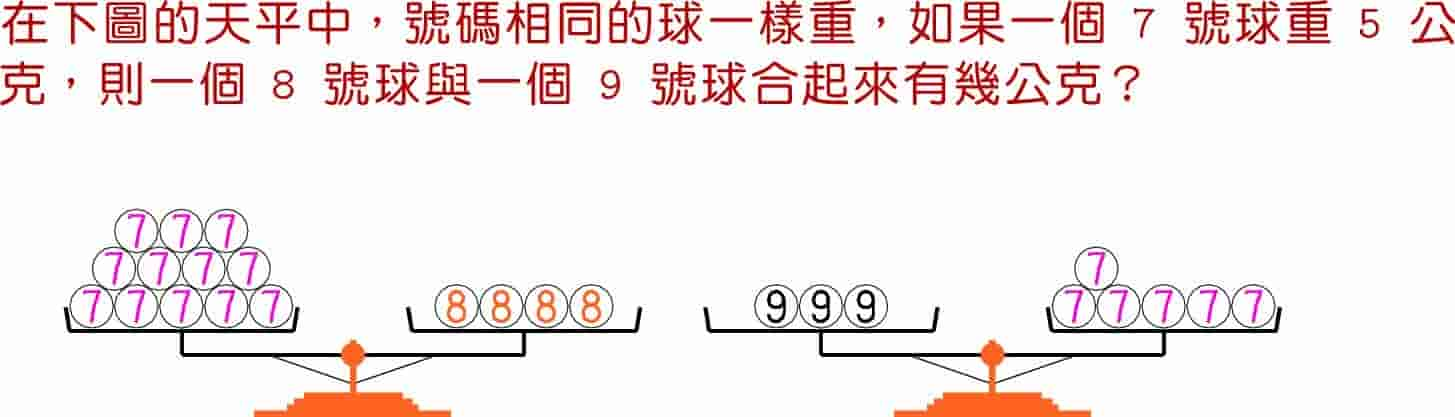 在下圖的天平中，號碼相同的球一樣重，如果一個 7 號球重 5 公
克，則一個 8 號球與一個 9 號球合起來有幾公克？
7 7 7
7 7 7 7 7
7 7 7 7 7 8 8 8 8 9 9 9 7 7 7 7 7